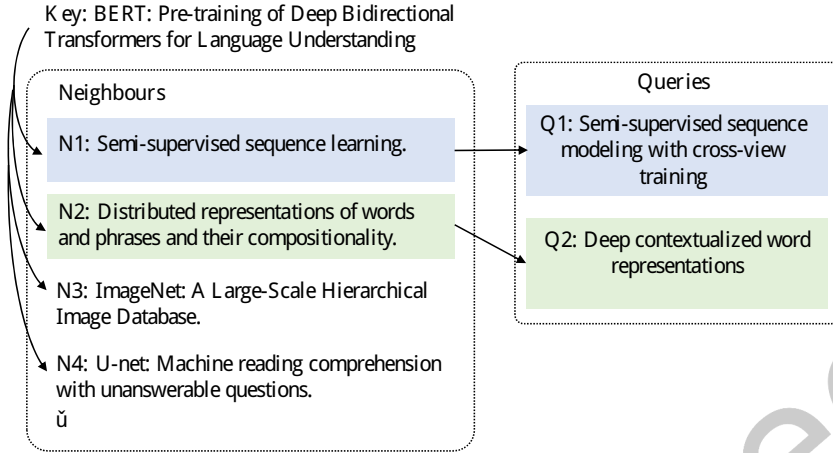 Key: BERT: Pre-training of Deep Bidirectional
Transformers for Language Understanding
Neighbours
N1: Semi-supervised sequence learning.
N2: Distributed representations of words
and phrases and their compositionality.
N3: ImageNet: A Large-Scale Hierarchical
Image Database.
N4: U-net: Machine reading comprehension
with unanswerable questions.
ǔ
Queries
Q1: Semi-supervised sequence
modeling with cross-view
training
Q2: Deep contextualized word
representations